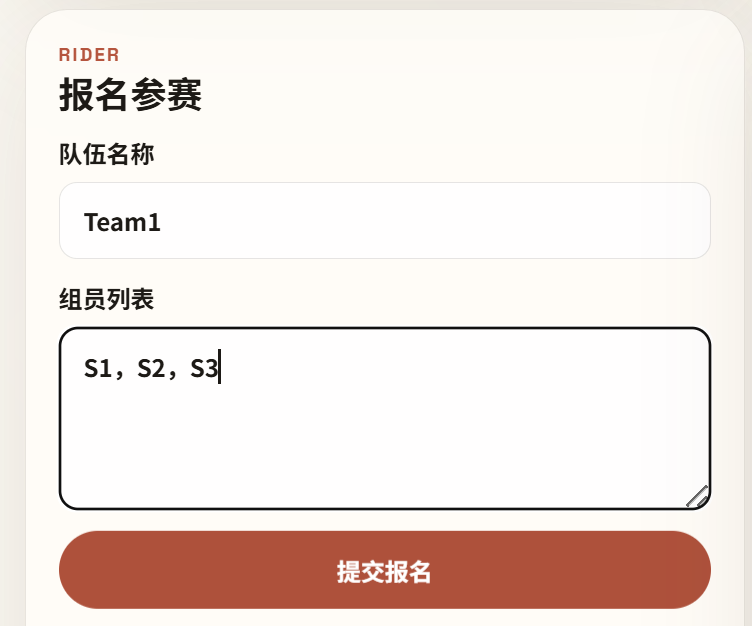 RIDER
报名参赛
队伍名称
Team1
组员列表
S1，S2，S3
提交报名